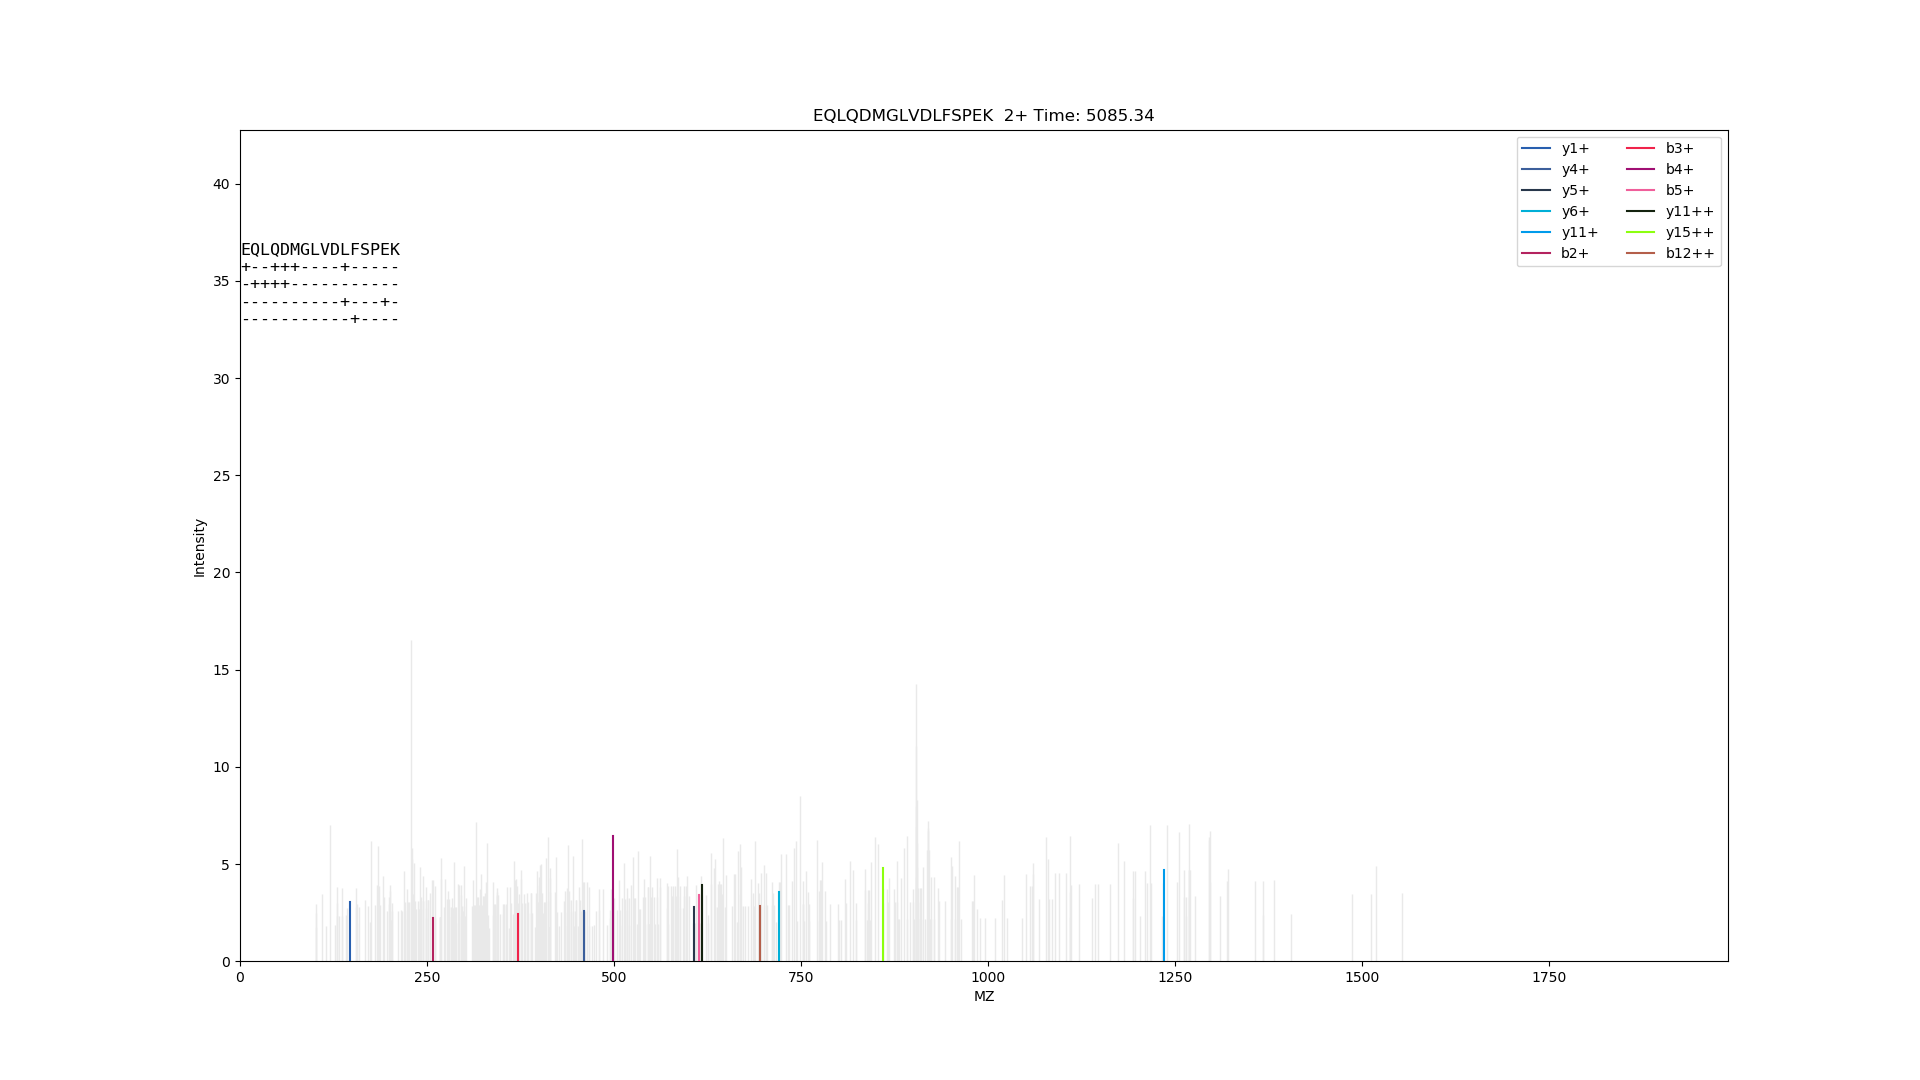 EQLQDMGLVDLFSPEK  2+ Time: 5085.34
y1+
y4+
y5+
y6+
y11+
b2+
b3+
b4+
b5+
y11++
y15++
b12++
EQLQDMGLVDLFSPEK
+--+++----+-----
-++++-----------
----------+---+-
-----------+----
Intensity
40
35
30
25
20
15
10
5
0
0 250 500 750 1000 1250 1500 1750
MZ